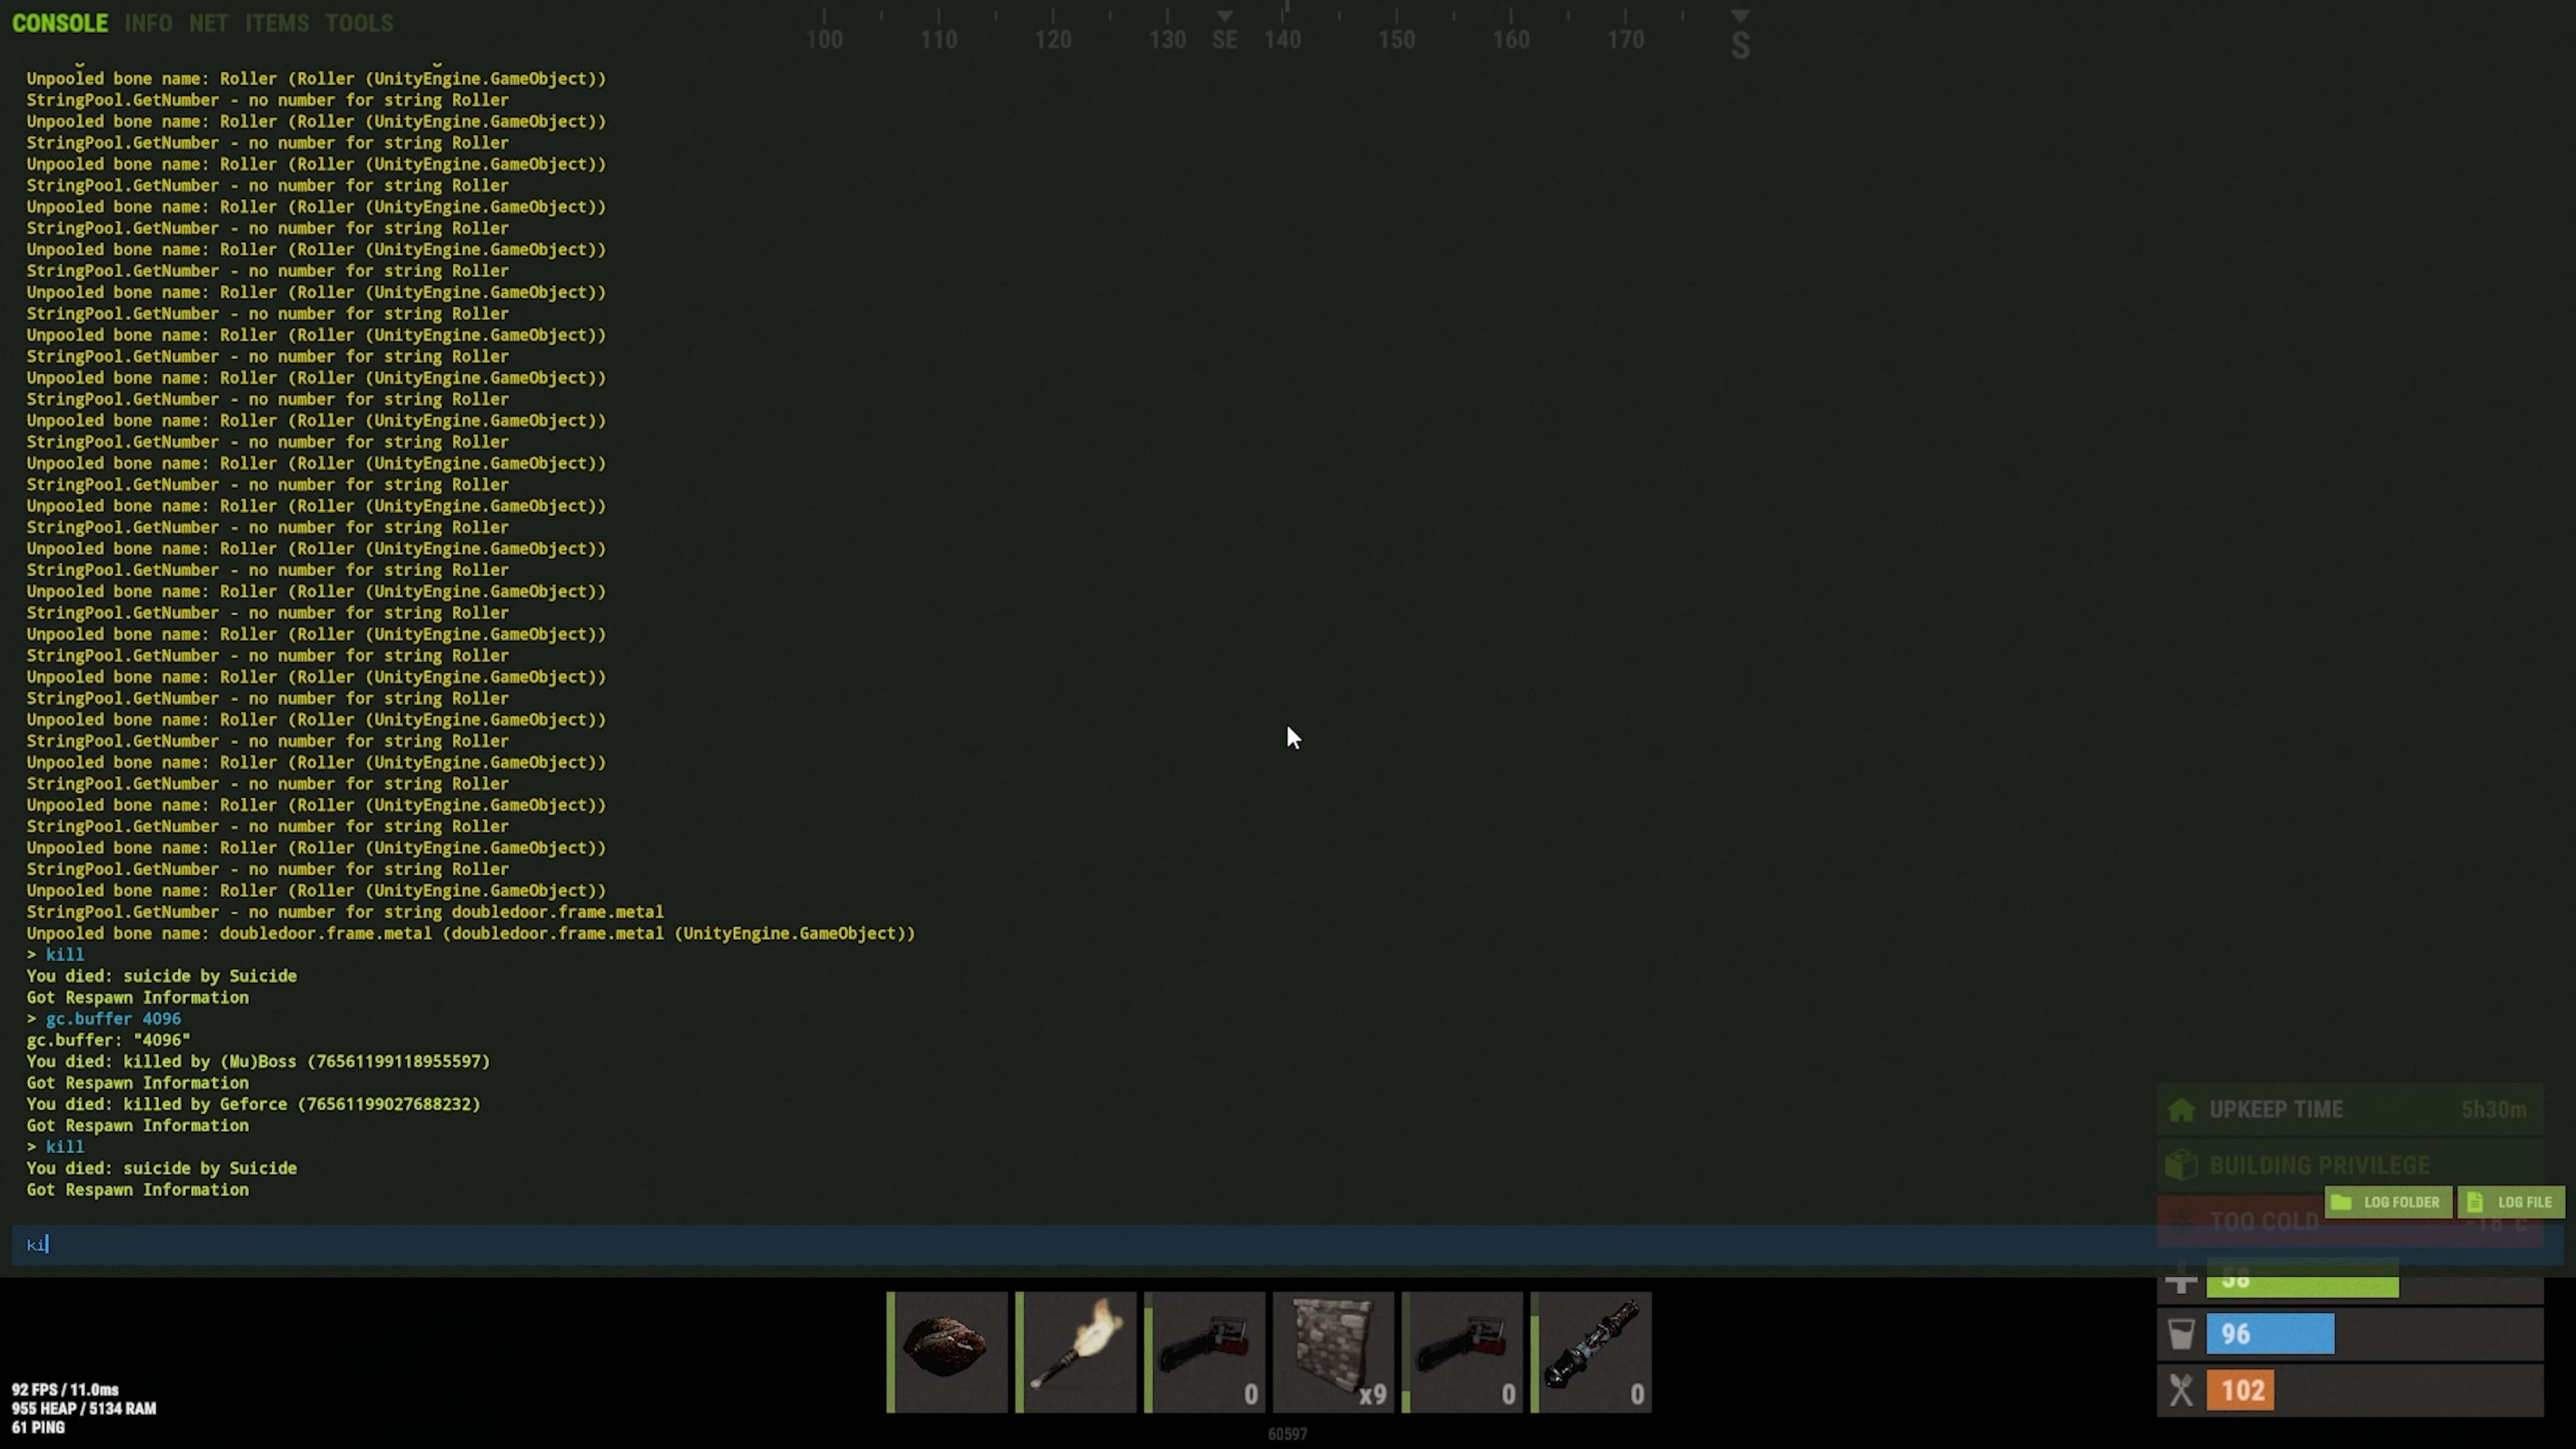 CONSOLE INFO NET ITEMS TOOLS
100 110 120 130 SE 140 150 160 170 S
Unpooled bone name: Roller (Roller (UnityEngine.GameObject))
StringPool.GetNumber - no number for string Roller
Unpooled bone name: Roller (Roller (UnityEngine.GameObject))
StringPool.GetNumber - no number for string Roller
Unpooled bone name: Roller (Roller (UnityEngine.GameObject))
StringPool.GetNumber - no number for string Roller
Unpooled bone name: Roller (Roller (UnityEngine.GameObject))
StringPool.GetNumber - no number for string Roller
Unpooled bone name: Roller (Roller (UnityEngine.GameObject))
StringPool.GetNumber - no number for string Roller
Unpooled bone name: Roller (Roller (UnityEngine.GameObject))
StringPool.GetNumber - no number for string Roller
Unpooled bone name: Roller (Roller (UnityEngine.GameObject))
StringPool.GetNumber - no number for string Roller
Unpooled bone name: Roller (Roller (UnityEngine.GameObject))
StringPool.GetNumber - no number for string Roller
Unpooled bone name: Roller (Roller (UnityEngine.GameObject))
StringPool.GetNumber - no number for string Roller
Unpooled bone name: Roller (Roller (UnityEngine.GameObject))
StringPool.GetNumber - no number for string Roller
Unpooled bone name: Roller (Roller (UnityEngine.GameObject))
StringPool.GetNumber - no number for string Roller
Unpooled bone name: Roller (Roller (UnityEngine.GameObject))
StringPool.GetNumber - no number for string Roller
Unpooled bone name: Roller (Roller (UnityEngine.GameObject))
StringPool.GetNumber - no number for string Roller
Unpooled bone name: Roller (Roller (UnityEngine.GameObject))
StringPool.GetNumber - no number for string Roller
Unpooled bone name: Roller (Roller (UnityEngine.GameObject))
StringPool.GetNumber - no number for string Roller
Unpooled bone name: Roller (Roller (UnityEngine.GameObject))
StringPool.GetNumber - no number for string Roller
Unpooled bone name: Roller (Roller (UnityEngine.GameObject))
StringPool.GetNumber - no number for string Roller
Unpooled bone name: Roller (Roller (UnityEngine.GameObject))
StringPool.GetNumber - no number for string Roller
Unpooled bone name: Roller (Roller (UnityEngine.GameObject))
StringPool.GetNumber - no number for string Roller
Unpooled bone name: Roller (Roller (UnityEngine.GameObject))
StringPool.GetNumber - no number for string doubledoor.frame.metal
Unpooled bone name: doubledoor.frame.metal (doubledoor.frame.metal (UnityEngine.GameObject))
> kill
You died: suicide by Suicide
Got Respawn Information
> gc.buffer 4096
gc.buffer: "4096"
You died: killed by (Mu)Boss (76561199118955597)
Got Respawn Information
You died: killed by Geforce (76561199027688232)
Got Respawn Information
> kill
You died: suicide by Suicide
Got Respawn Information
UPKEEP TIME 5h30m
BUILDING PRIVILEGE
LOG FOLDER LOG FILE
TOO COLD
ki
58
96
102
0 x9 0 0
60597
92 FPS / 11.0ms
955 HEAP / 5134 RAM
61 PING